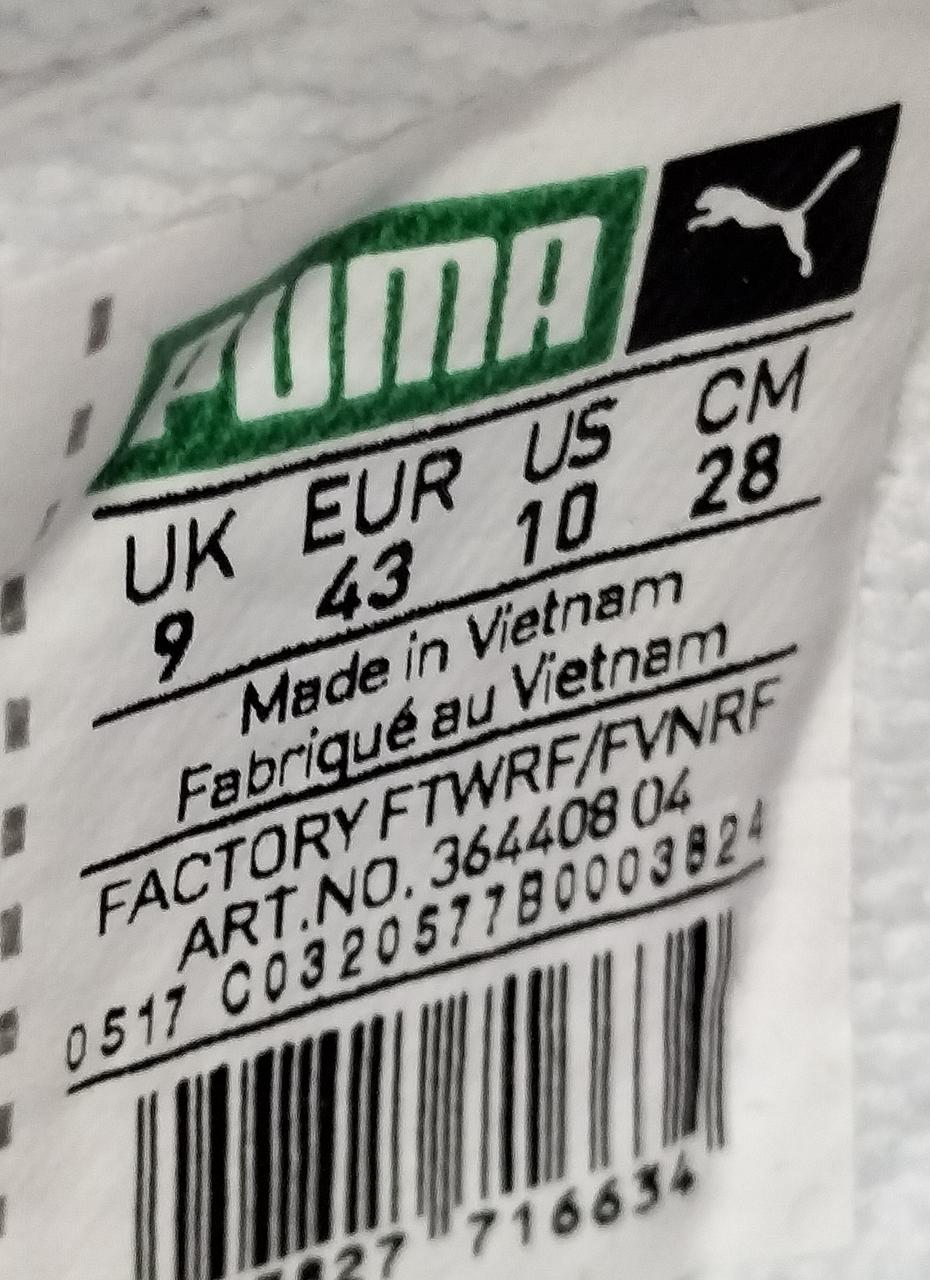 PUMA
UK EUR US CM
9 43 10 28
Made in Vietnam
Fabriqué au Vietnam
FACTORY FTWRF/FVNRF
ART.NO. 364408 04
0517 C0320577B0003824
716634